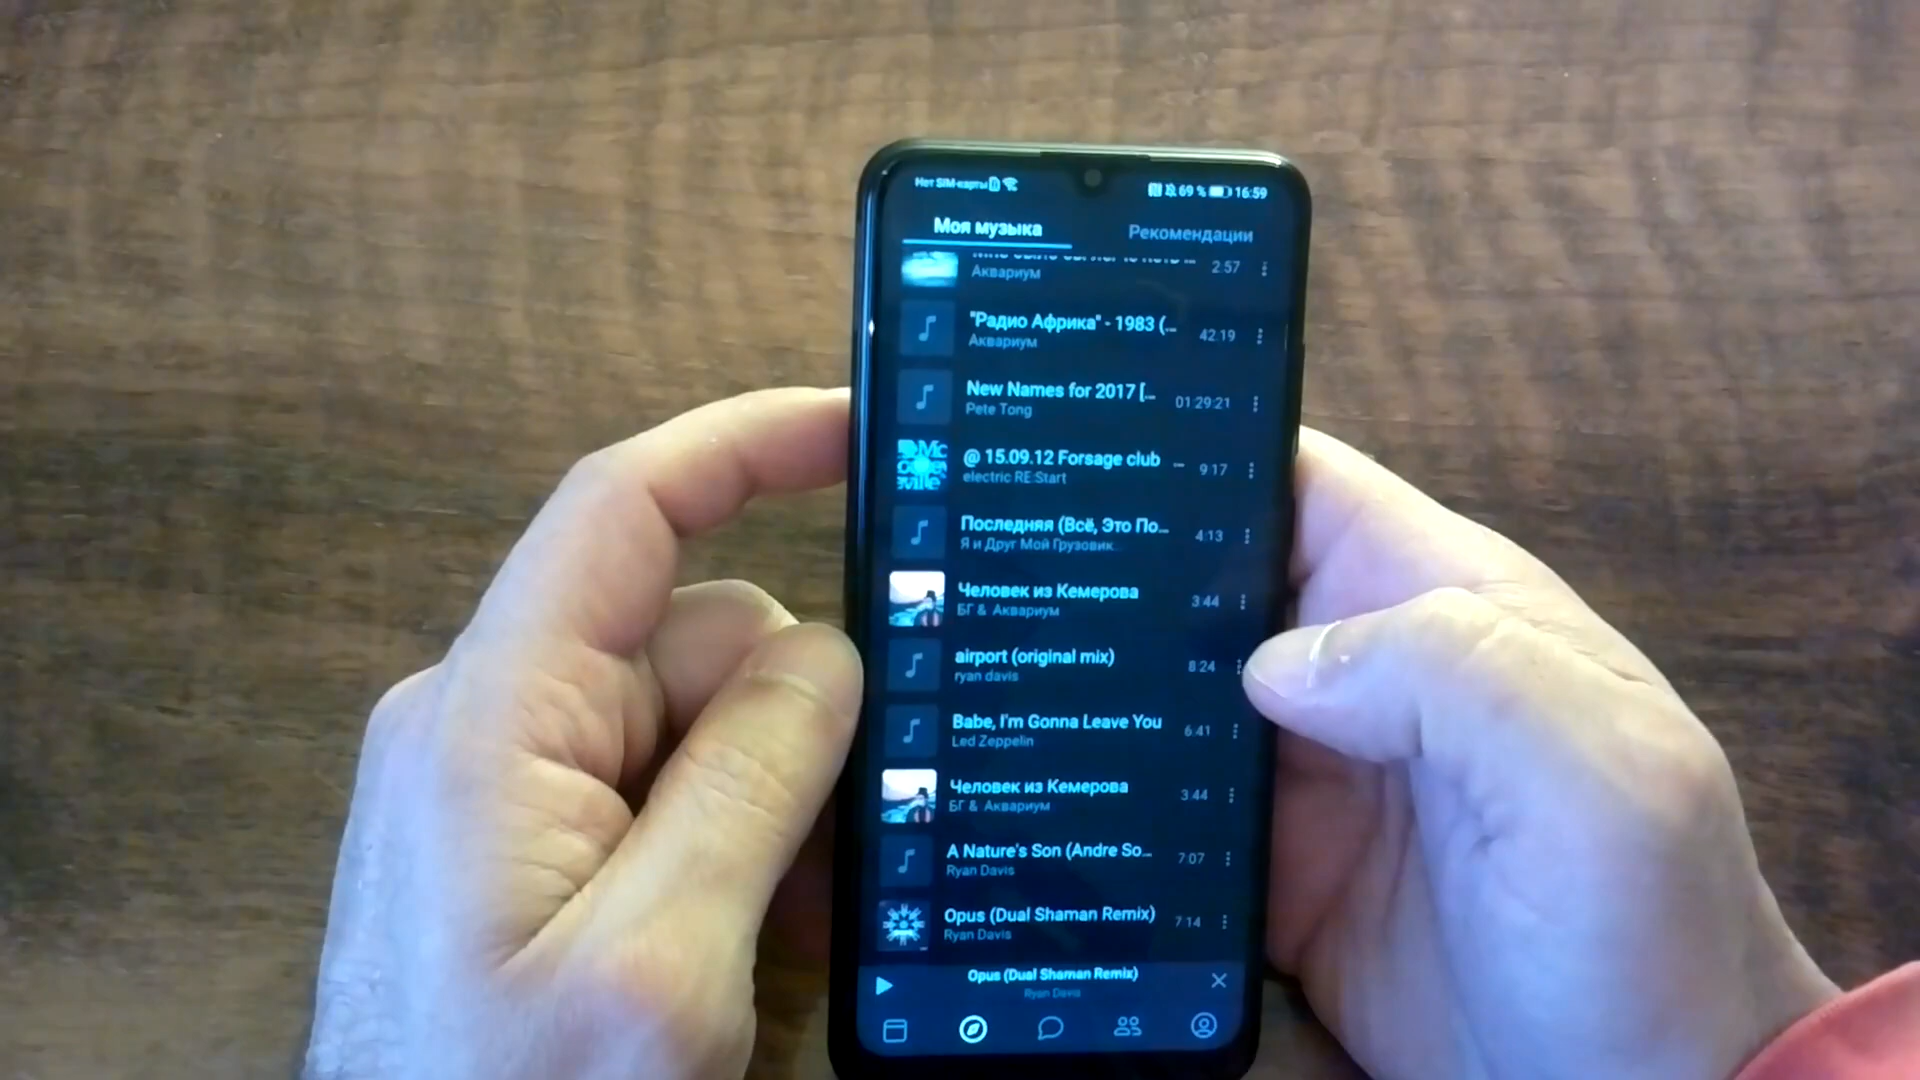 Нет SIM-карты 69 % 16:59
Моя музыка Рекомендации
2:57
Аквариум
"Радио Африка" - 1983 (... 42:19
Аквариум
New Names for 2017 [... 01:29:21
Pete Tong
@ 15.09.12 Forsage club ... 9:17
electric RE:Start
Последняя (Всё, Это По... 4:13
Я и Друг Мой Грузовик...
Человек из Кемерова 3:44
БГ & Аквариум
airport (original mix) 8:24
ryan davis
Babe, I'm Gonna Leave You 6:41
Led Zeppelin
Человек из Кемерова 3:44
БГ & Аквариум
A Nature's Son (Andre So... 7:07
Ryan Davis
Opus (Dual Shaman Remix) 7:14
Ryan Davis
Opus (Dual Shaman Remix)
Ryan Davis